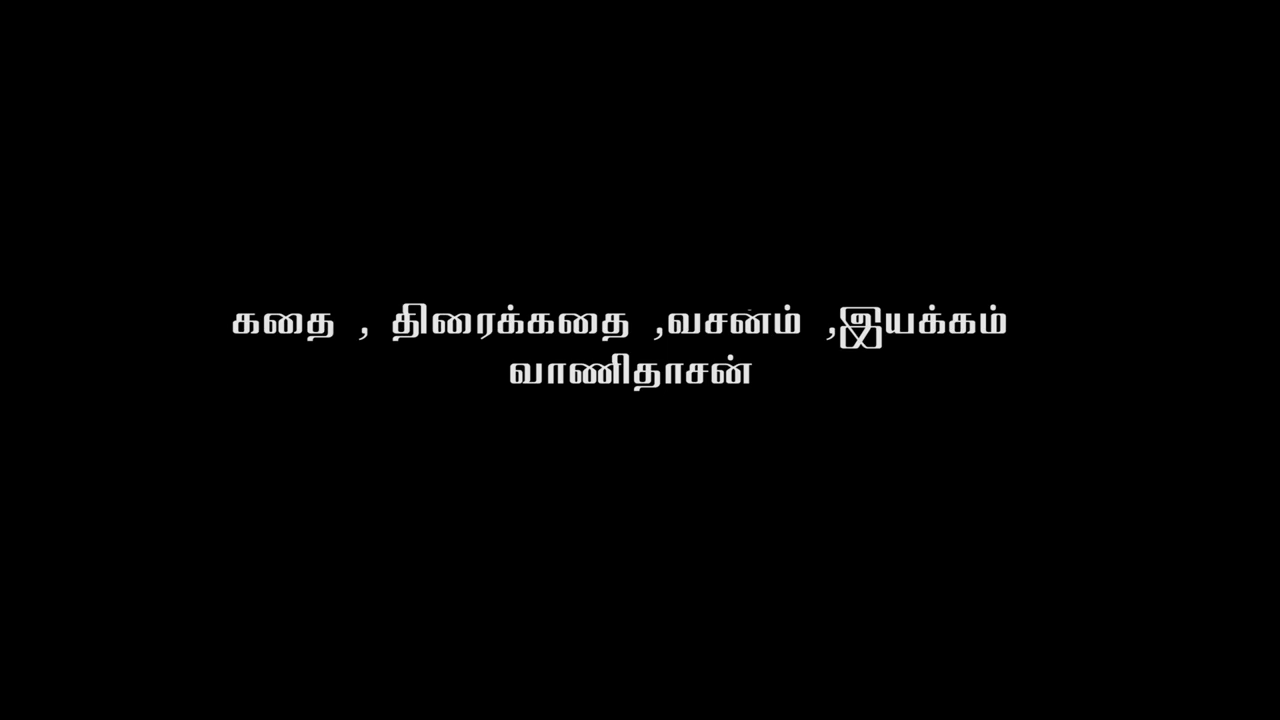 கதை , திரைக்கதை ,வசனம் ,இயக்கம்
வாணிதாசன்